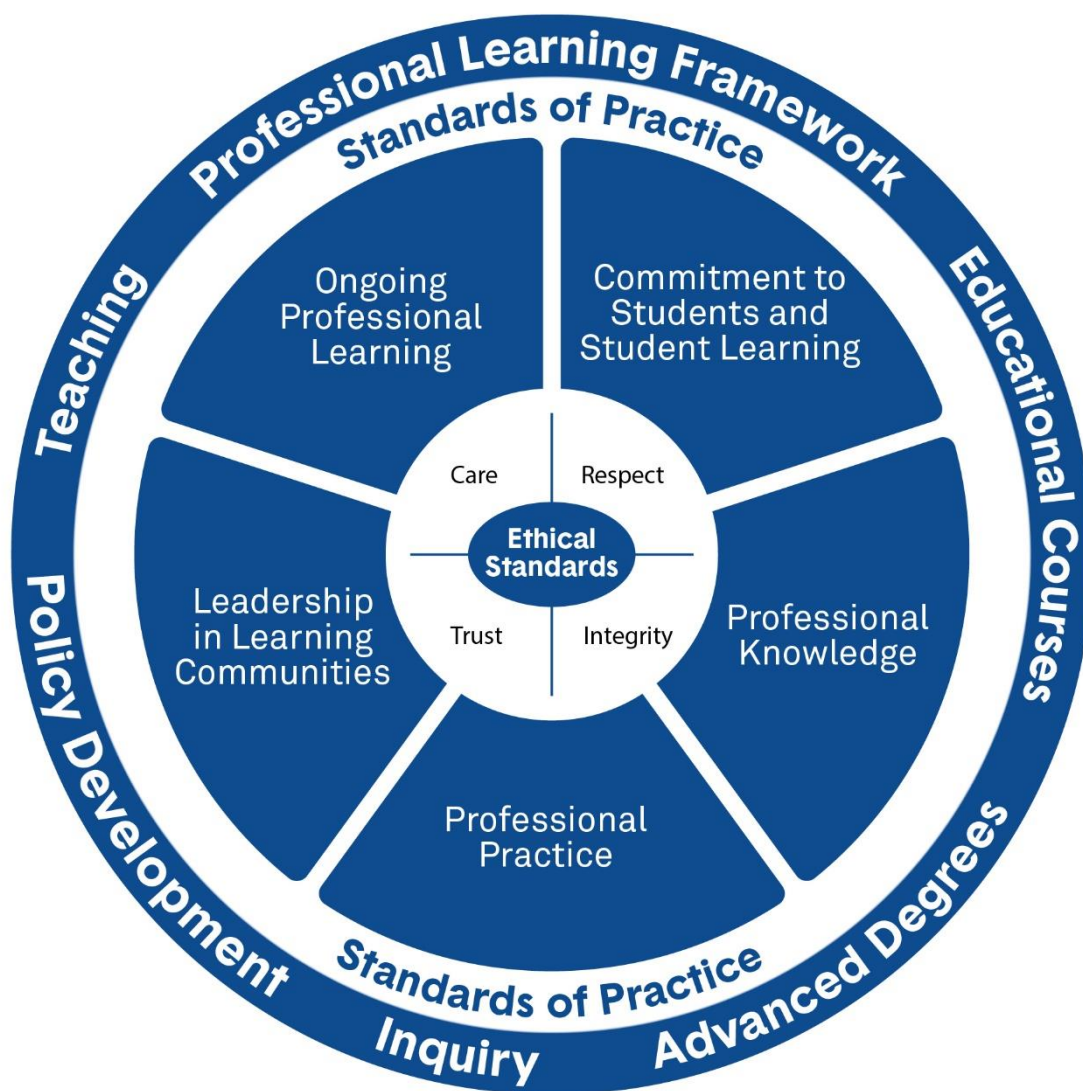 Professional Learning Framework
Standards of Practice
Ongoing
Professional
Learning
Commitment to
Students and
Student Learning
Teaching
Educational Courses
Care
Respect
Ethical
Standards
Trust
Integrity
Leadership
in Learning
Communities
Professional
Knowledge
Professional
Practice
Policy Development
Standards of Practice
Inquiry
Advanced Degrees